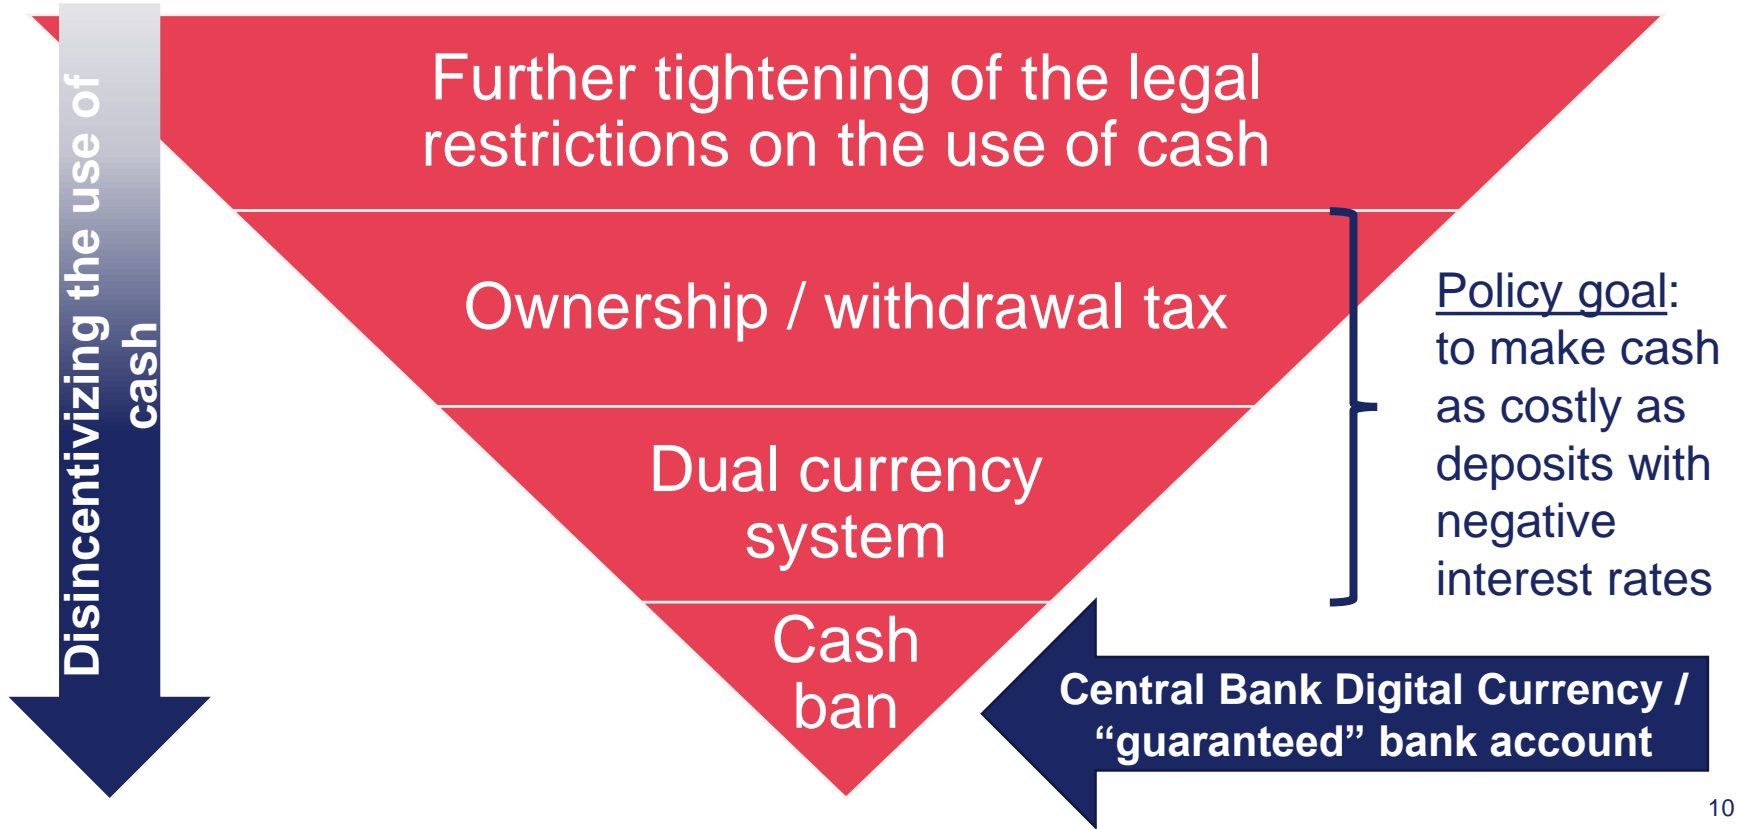 Disincentivizing the use of
cash
Further tightening of the legal
restrictions on the use of cash
Ownership / withdrawal tax
Dual currency
system
Cash
ban
Policy goal:
to make cash
as costly as
deposits with
negative
interest rates
Central Bank Digital Currency /
“guaranteed” bank account
10